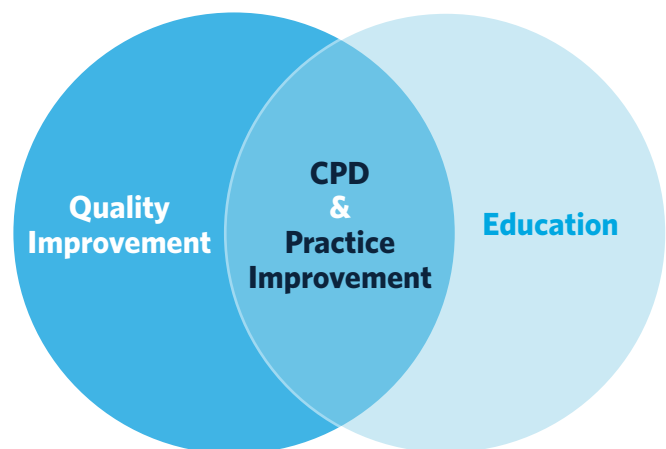 Quality
Improvement
CPD
&
Practice
Improvement
Education